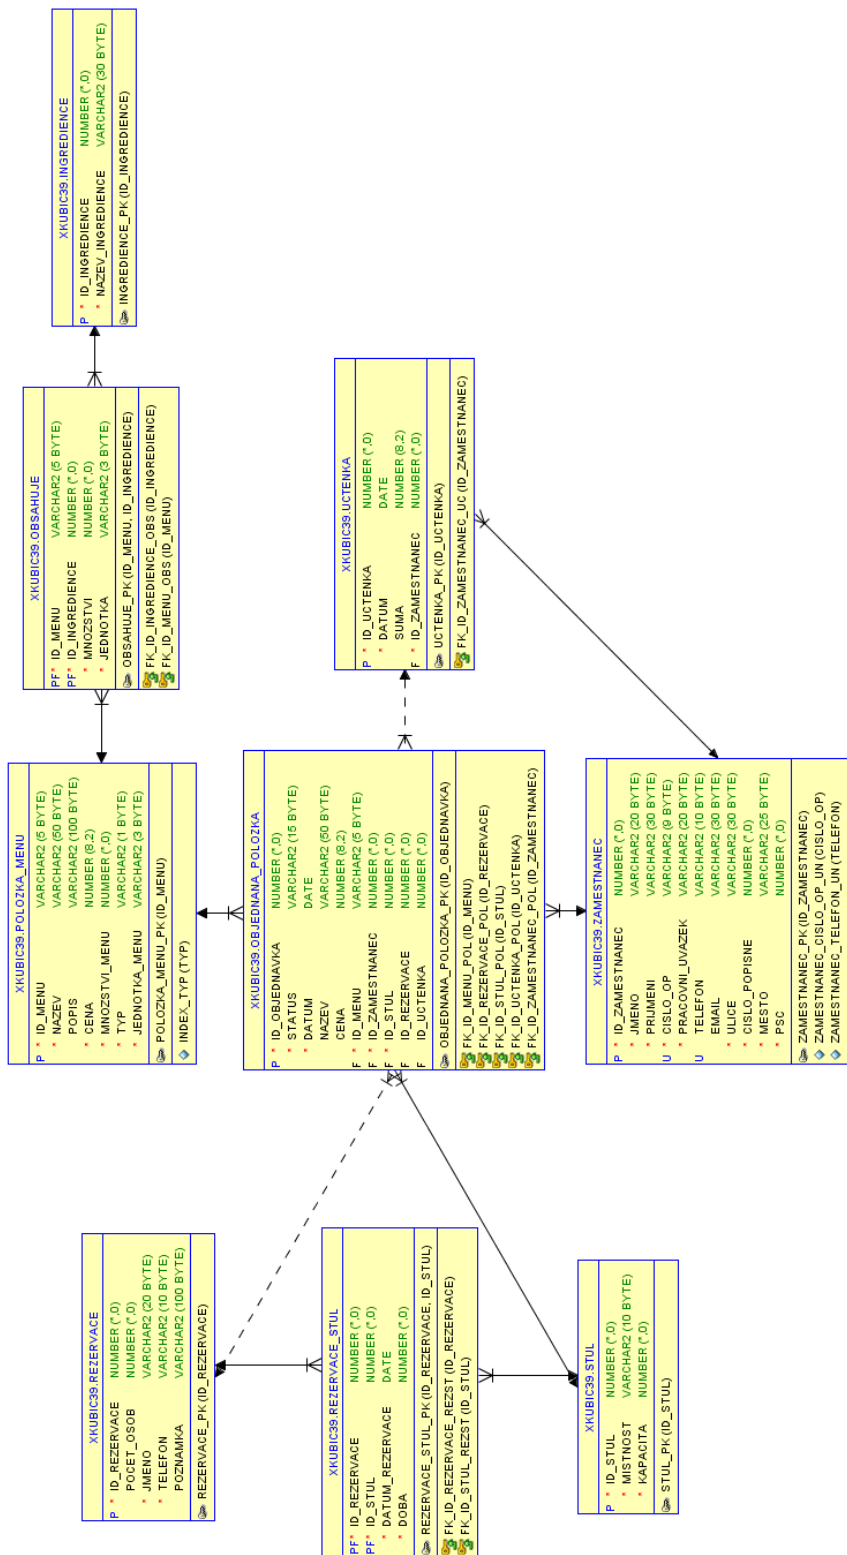 XKUBIC39.REZERVACE
P * ID_REZERVACE NUMBER (*,0)
POCET_OSOB NUMBER (*,0)
* JMENO VARCHAR2 (20 BYTE)
* TELEFON VARCHAR2 (10 BYTE)
POZNAMKA VARCHAR2 (100 BYTE)
REZERVACE_PK (ID_REZERVACE)
XKUBIC39.POLOZKA_MENU
P * ID_MENU VARCHAR2 (5 BYTE)
* NAZEV VARCHAR2 (50 BYTE)
POPIS VARCHAR2 (100 BYTE)
* CENA NUMBER (8,2)
* MNOZSTVI_MENU NUMBER (*,0)
* TYP VARCHAR2 (1 BYTE)
* JEDNOTKA_MENU VARCHAR2 (3 BYTE)
POLOZKA_MENU_PK (ID_MENU)
INDEX_TYP (TYP)
XKUBIC39.OBSAHUJE
PF* ID_MENU VARCHAR2 (5 BYTE)
PF* ID_INGREDIENCE NUMBER (*,0)
* MNOZSTVI NUMBER (*,0)
* JEDNOTKA VARCHAR2 (3 BYTE)
OBSAHUJE_PK (ID_MENU, ID_INGREDIENCE)
FK_ID_INGREDIENCE_OBS (ID_INGREDIENCE)
FK_ID_MENU_OBS (ID_MENU)
XKUBIC39.INGREDIENCE
P * ID_INGREDIENCE NUMBER (*,0)
* NAZEV_INGREDIENCE VARCHAR2 (30 BYTE)
INGREDIENCE_PK (ID_INGREDIENCE)
XKUBIC39.REZERVACE_STUL
PF* ID_REZERVACE NUMBER (*,0)
PF* ID_STUL NUMBER (*,0)
* DATUM_REZERVACE DATE
* DOBA NUMBER (*,0)
REZERVACE_STUL_PK (ID_REZERVACE, ID_STUL)
FK_ID_REZERVACE_REZST (ID_REZERVACE)
FK_ID_STUL_REZST (ID_STUL)
XKUBIC39.OBJEDNANA_POLOZKA
P * ID_OBJEDNAVKA NUMBER (*,0)
* STATUS VARCHAR2 (15 BYTE)
* DATUM DATE
NAZEV VARCHAR2 (50 BYTE)
CENA NUMBER (8,2)
F * ID_MENU VARCHAR2 (5 BYTE)
F * ID_ZAMESTNANEC NUMBER (*,0)
F * ID_STUL NUMBER (*,0)
F ID_REZERVACE NUMBER (*,0)
F ID_UCTENKA NUMBER (*,0)
OBJEDNANA_POLOZKA_PK (ID_OBJEDNAVKA)
FK_ID_MENU_POL (ID_MENU)
FK_ID_REZERVACE_POL (ID_REZERVACE)
FK_ID_STUL_POL (ID_STUL)
FK_ID_UCTENKA_POL (ID_UCTENKA)
FK_ID_ZAMESTNANEC_POL (ID_ZAMESTNANEC)
XKUBIC39.UCTENKA
P * ID_UCTENKA NUMBER (*,0)
* DATUM DATE
SUMA NUMBER (8,2)
F * ID_ZAMESTNANEC NUMBER (*,0)
UCTENKA_PK (ID_UCTENKA)
FK_ID_ZAMESTNANEC_UC (ID_ZAMESTNANEC)
XKUBIC39.STUL
P * ID_STUL NUMBER (*,0)
* MISTNOST VARCHAR2 (10 BYTE)
* KAPACITA NUMBER (*,0)
STUL_PK (ID_STUL)
XKUBIC39.ZAMESTNANEC
P * ID_ZAMESTNANEC NUMBER (*,0)
* JMENO VARCHAR2 (20 BYTE)
* PRIJMENI VARCHAR2 (30 BYTE)
U * CISLO_OP VARCHAR2 (9 BYTE)
* PRACOVNI_UVAZEK VARCHAR2 (20 BYTE)
U TELEFON VARCHAR2 (10 BYTE)
EMAIL VARCHAR2 (30 BYTE)
* ULICE VARCHAR2 (30 BYTE)
* CISLO_POPISNE NUMBER (*,0)
* MESTO VARCHAR2 (25 BYTE)
* PSC NUMBER (*,0)
ZAMESTNANEC_PK (ID_ZAMESTNANEC)
ZAMESTNANEC_CISLO_OP_UN (CISLO_OP)
ZAMESTNANEC_TELEFON_UN (TELEFON)